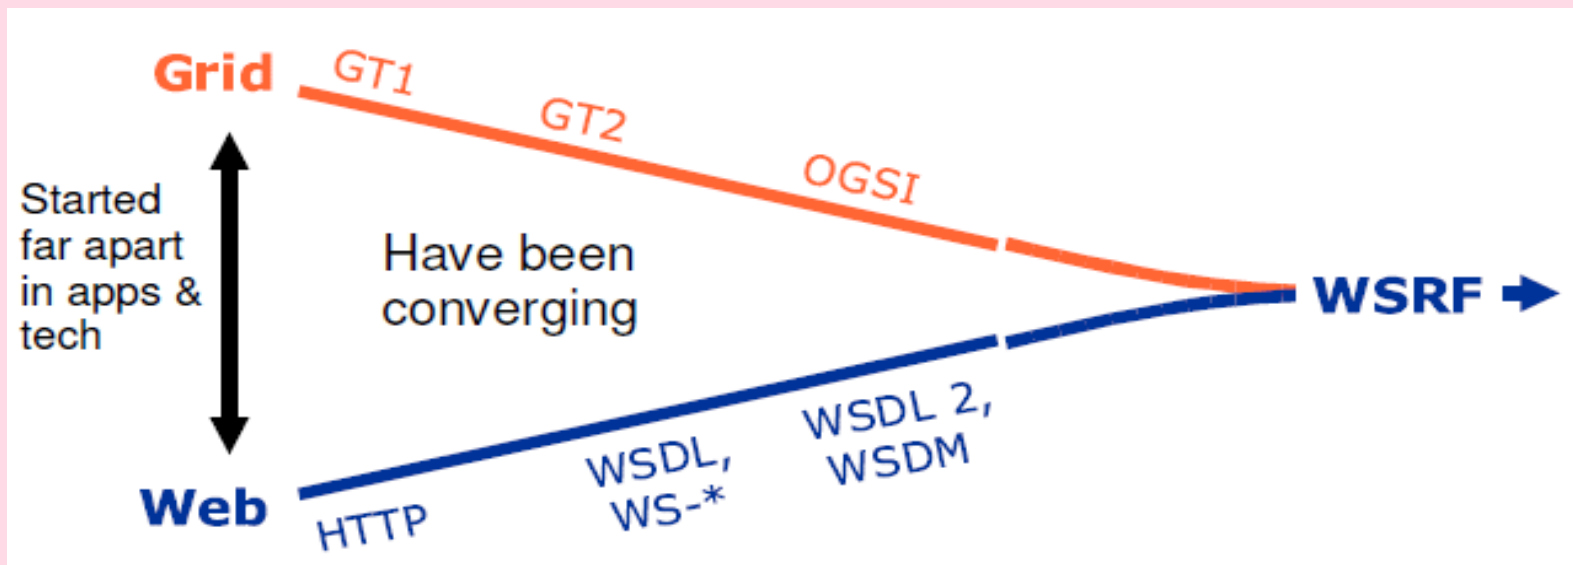 Grid
GT1
GT2
OGSI
Started
far apart
in apps &
tech
Have been
converging
WSRF
Web
HTTP
WSDL,
WS-*
WSDL 2,
WSDM